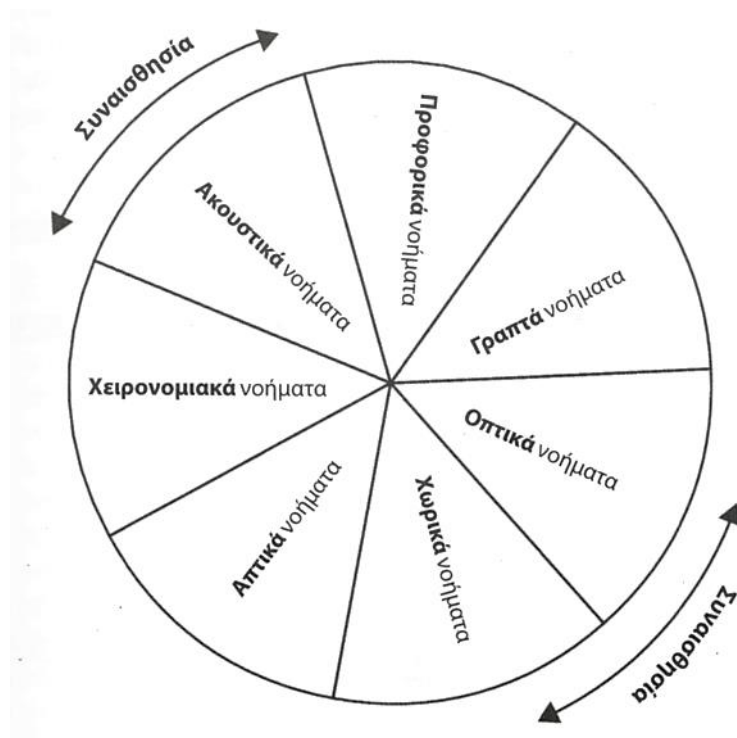 Συναισθησία
Προφορικά νοήματα
Γραπτά νοήματα
Οπτικά νοήματα
Χωρικά νοήματα
Απτικά νοήματα
Χειρονομιακά νοήματα
Ακουστικά νοήματα
Συναισθησία